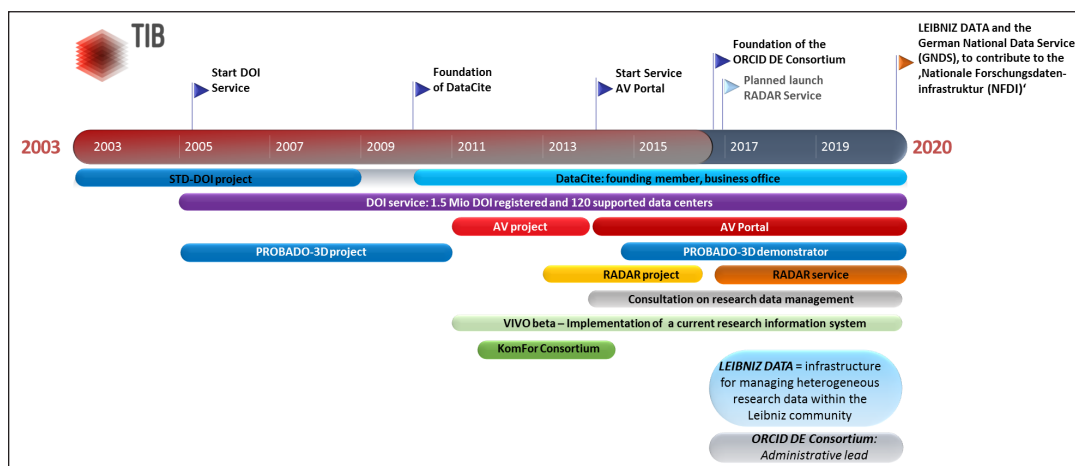 TIB
Start DOI
Service
Foundation
of DataCite
Start Service
AV Portal
Foundation of the
ORCID DE Consortium
Planned launch
RADAR Service
LEIBNIZ DATA and the
German National Data Service
(GNDS), to contribute to the
‚Nationale Forschungsdaten-
infrastruktur (NFDI)‘
2003
2003
2005
2007
2009
2011
2013
2015
2017
2019
2020
STD-DOI project
DataCite: founding member, business office
DOI service: 1.5 Mio DOI registered and 120 supported data centers
AV project
AV Portal
PROBADO-3D project
PROBADO-3D demonstrator
RADAR project
RADAR service
Consultation on research data management
VIVO beta – Implementation of a current research information system
KomFor Consortium
LEIBNIZ DATA = infrastructure
for managing heterogeneous
research data within the
Leibniz community
ORCID DE Consortium:
Administrative lead